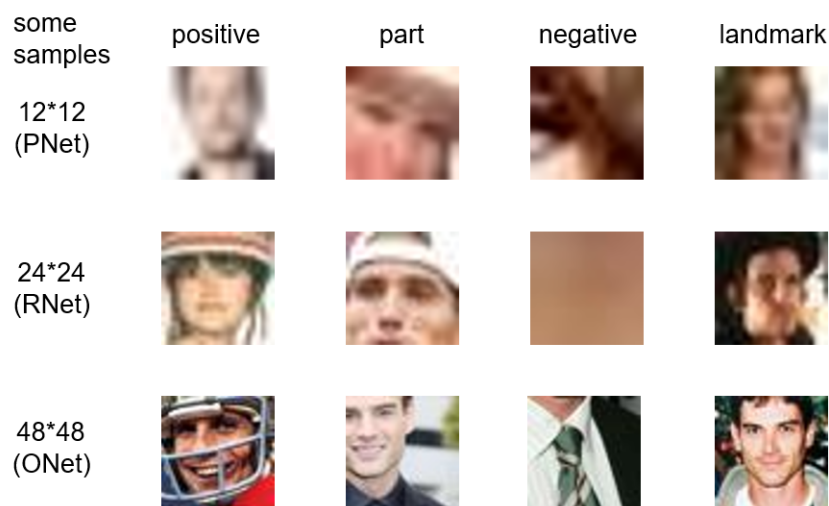 some
samples
positive part negative landmark
12*12
(PNet)
24*24
(RNet)
48*48
(ONet)